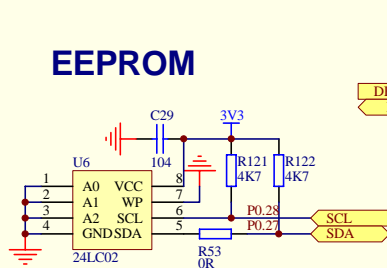 EEPROM
C29
3V3
U6
104
R121
4K7
R122
4K7
1 A0 VCC 8
2 A1 WP 7
3 A2 SCL 6 P0.28 SCL
4 GND SDA 5 P0.27 SDA
24LC02
R53
0R